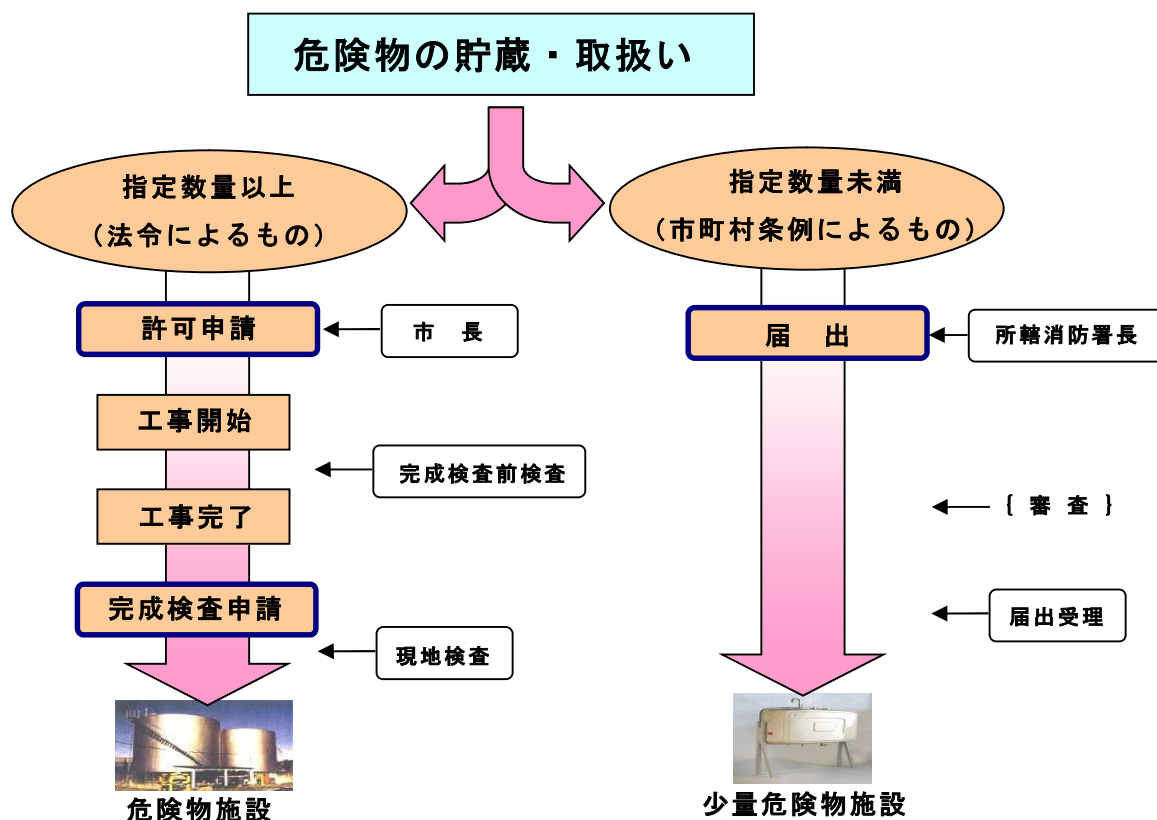 危険物の貯蔵・取扱い
指定数量以上
（法令によるもの）
許可申請
市　長
工事開始
完成検査前検査
工事完了
完成検査申請
現地検査
危険物施設
指定数量未満
（市町村条例によるもの）
届　出
所轄消防署長
{ 審 査 }
届出受理
少量危険物施設